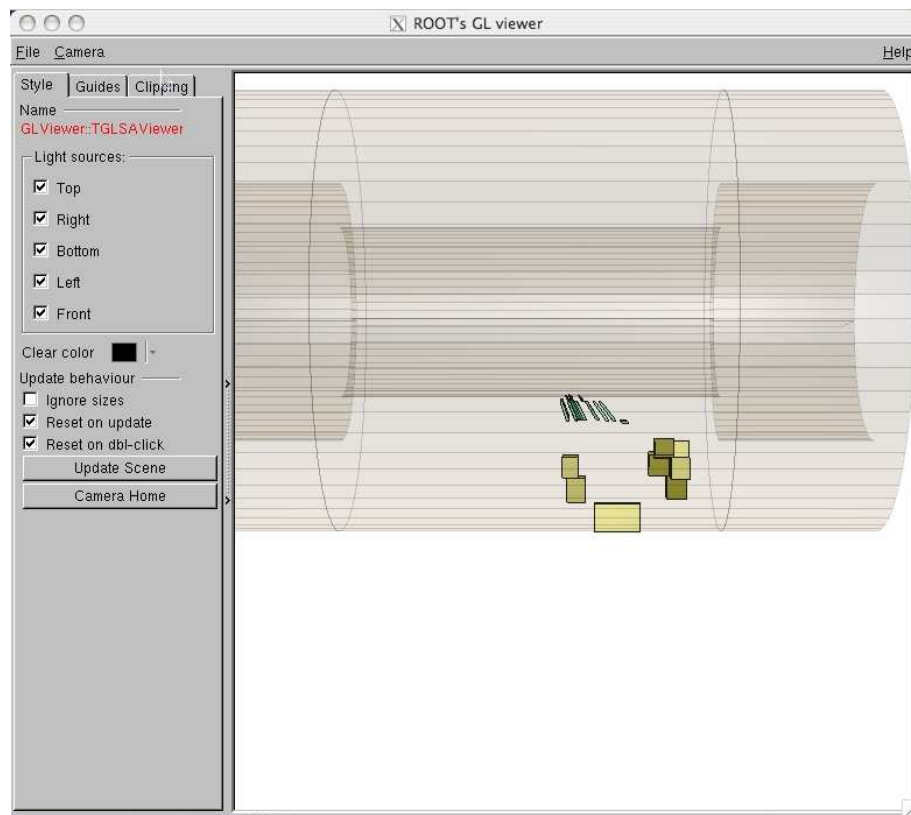 X ROOT's GL viewer
File Camera Help
Style Guides Clipping
Name
GLViewer::TGLSAViewer
Light sources:
Top
Right
Bottom
Left
Front
Clear color
Update behaviour
Ignore sizes
Reset on update
Reset on dbl-click
Update Scene
Camera Home